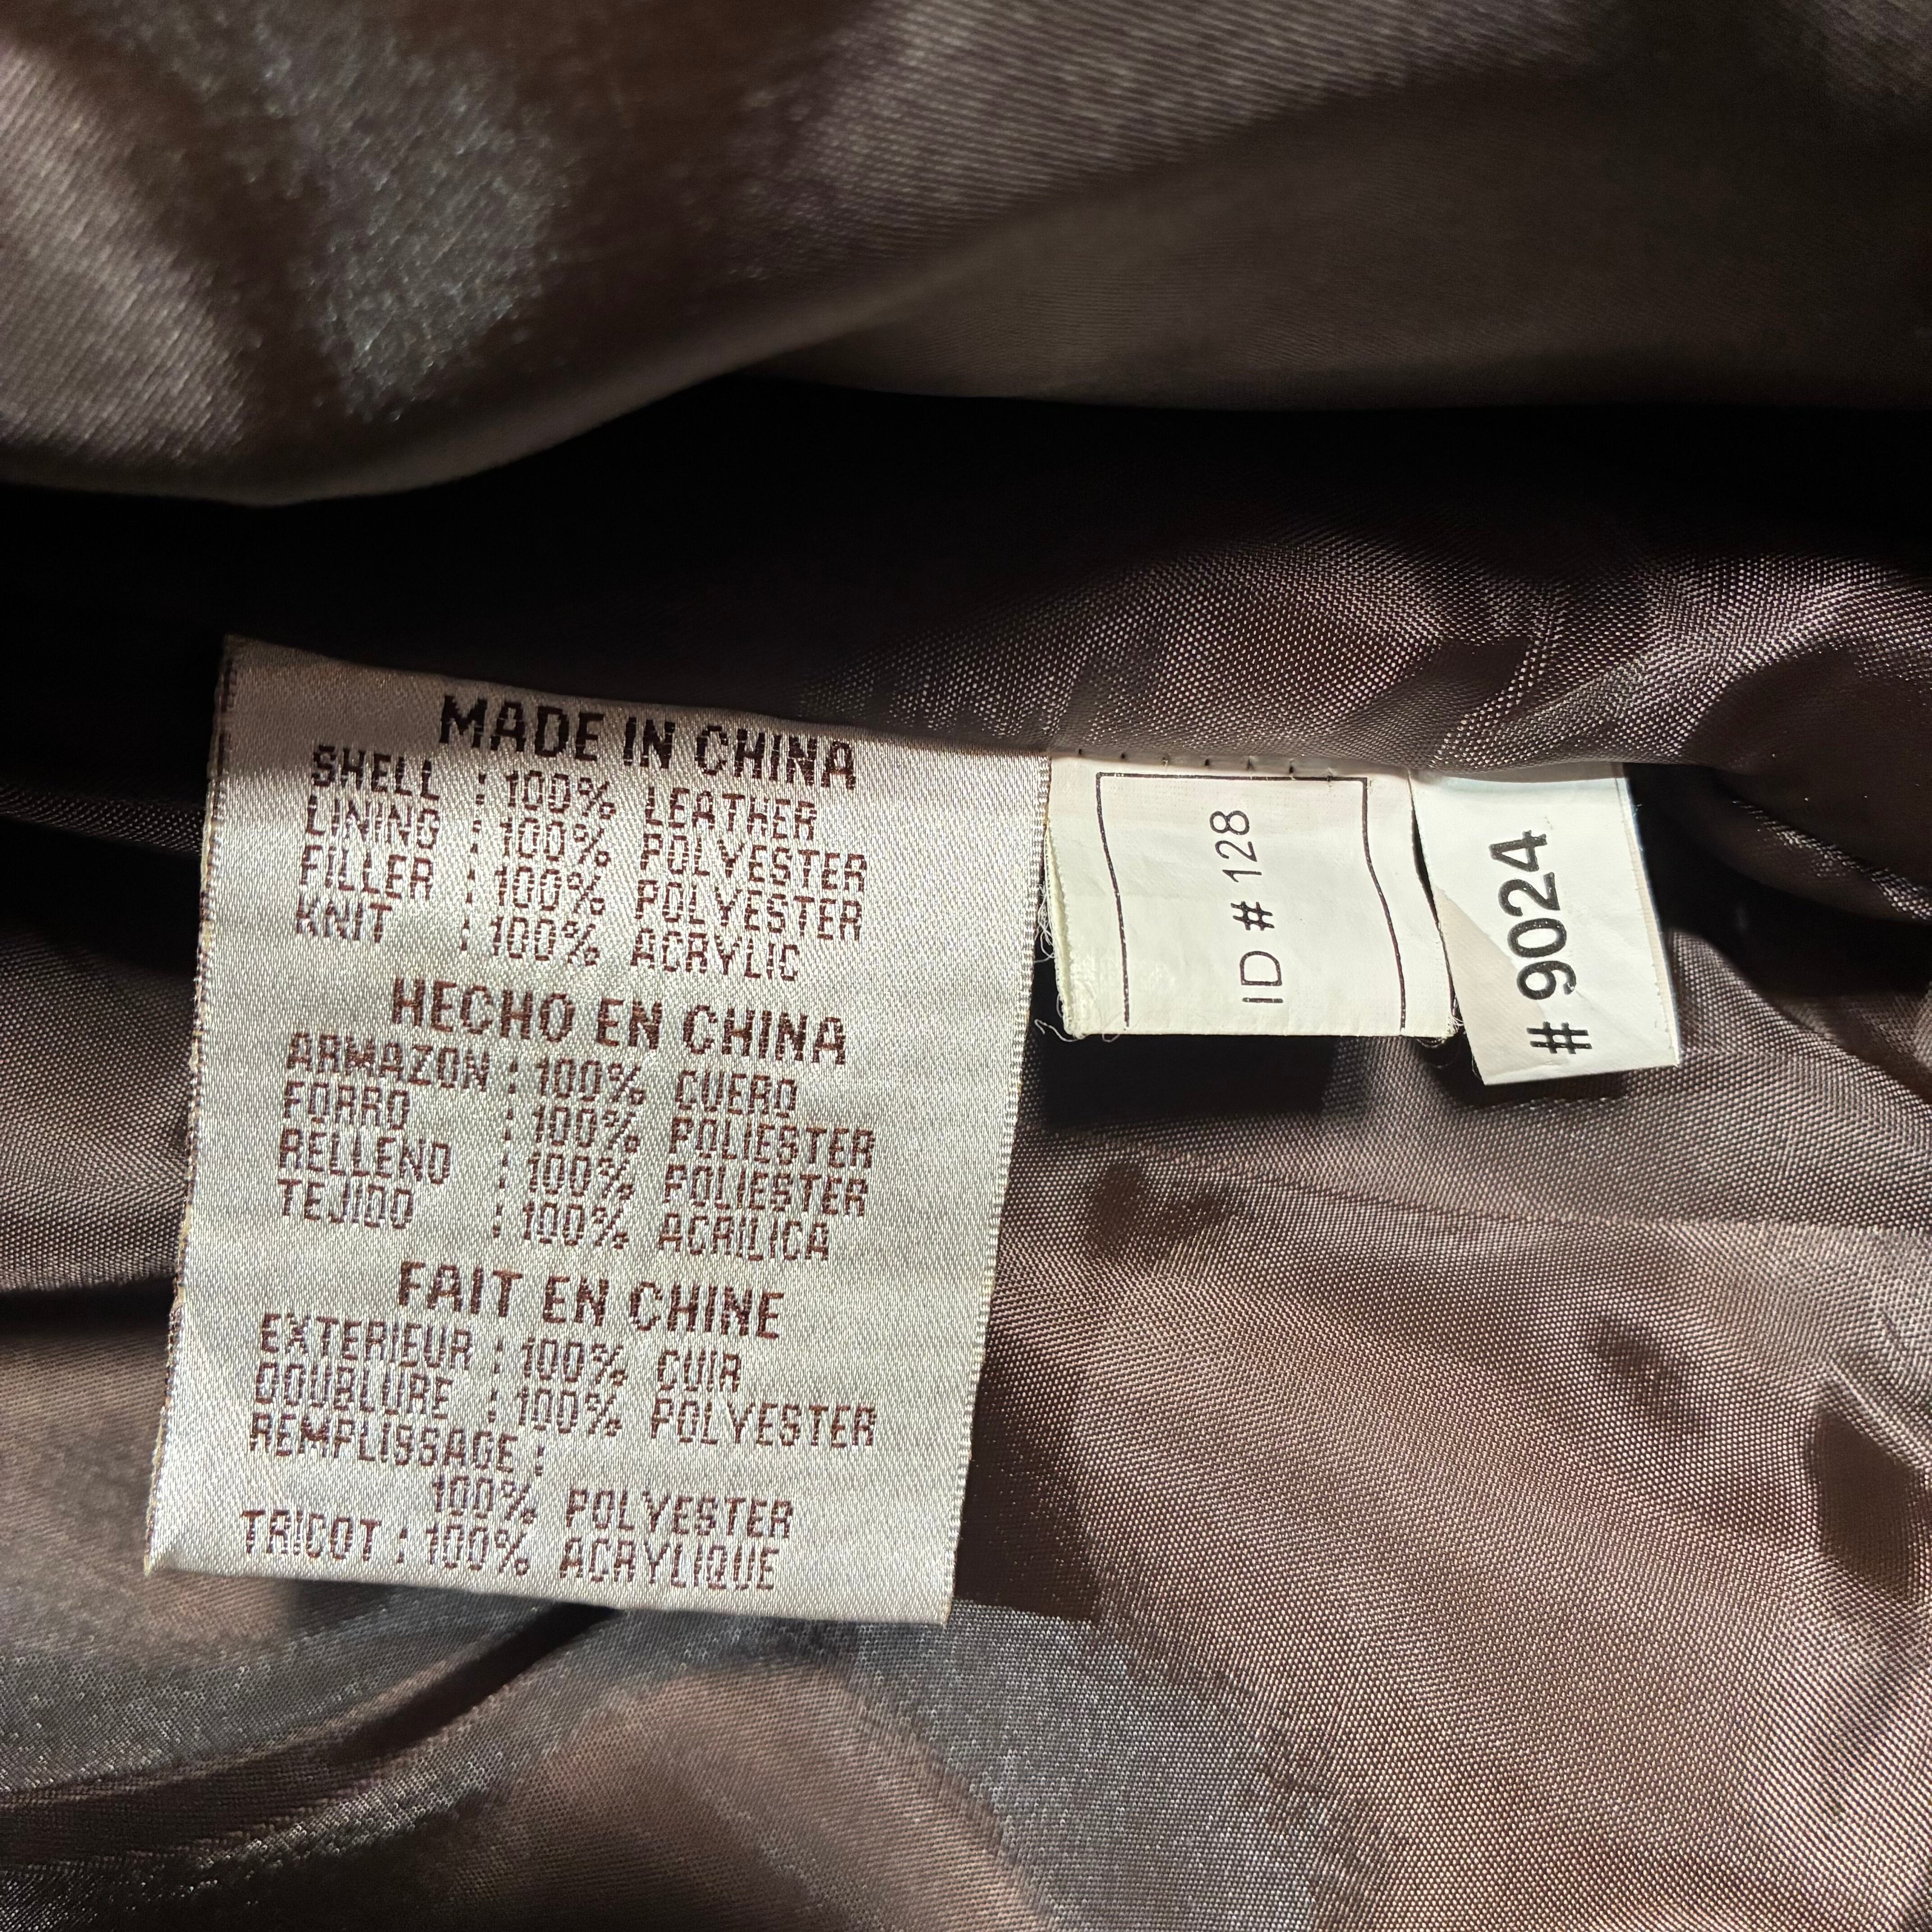 MADE IN CHINA
SHELL : 100% LEATHER
LINING : 100% POLYESTER
FILLER : 100% POLYESTER
KNIT : 100% ACRYLIC
HECHO EN CHINA
ARMAZON : 100% CUERO
FORRO : 100% POLIESTER
RELLENO : 100% POLIESTER
TEJIDO : 100% ACRILICA
FAIT EN CHINE
EXTERIEUR : 100% CUIR
DOUBLURE : 100% POLYESTER
REMPLISSAGE :
100% POLYESTER
TRICOT : 100% ACRYLIQUE
ID # 128
# 9024